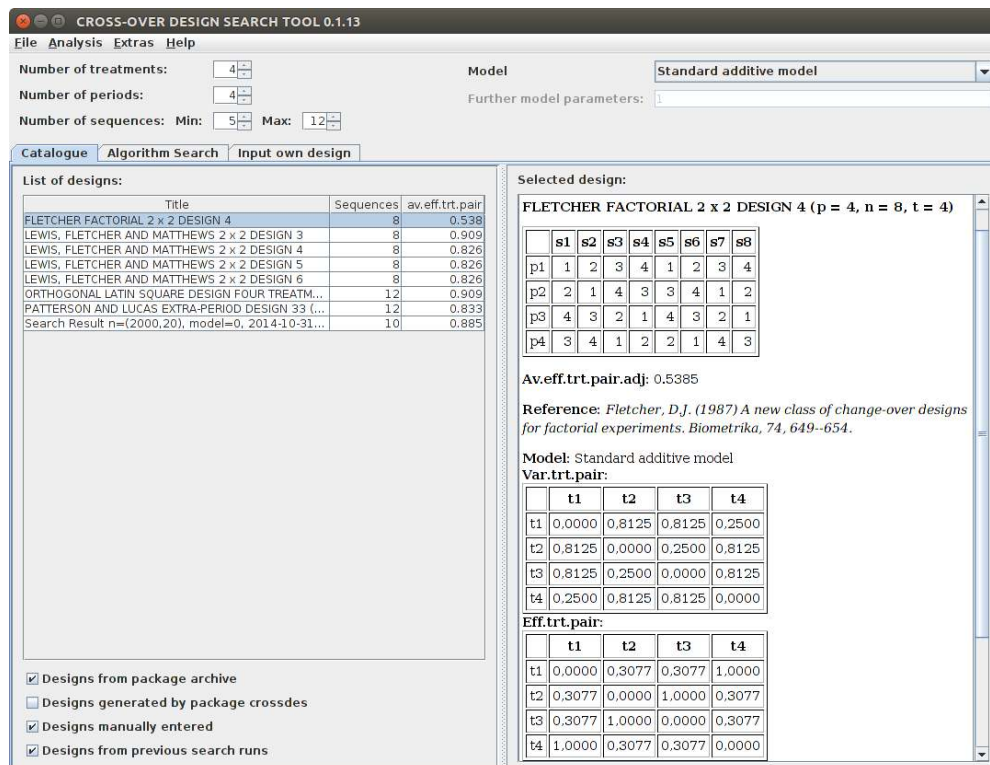 CROSS-OVER DESIGN SEARCH TOOL 0.1.13
File Analysis Extras Help
Number of treatments: 4
Number of periods: 4
Number of sequences: Min: 5 Max: 12
Model Standard additive model
Further model parameters: 1
Catalogue Algorithm Search Input own design
List of designs:
Title Sequences av.eff.trt.pair
FLETCHER FACTORIAL 2 x 2 DESIGN 4 8 0.538
LEWIS, FLETCHER AND MATTHEWS 2 x 2 DESIGN 3 8 0.909
LEWIS, FLETCHER AND MATTHEWS 2 x 2 DESIGN 4 8 0.826
LEWIS, FLETCHER AND MATTHEWS 2 x 2 DESIGN 5 8 0.826
LEWIS, FLETCHER AND MATTHEWS 2 x 2 DESIGN 6 8 0.826
ORTHOGONAL LATIN SQUARE DESIGN FOUR TREATM... 12 0.909
PATTERSON AND LUCAS EXTRA-PERIOD DESIGN 33 (... 12 0.833
Search Result n=(2000,20), model=0, 2014-10-31... 10 0.885
Designs from package archive
Designs generated by package crossdes
Designs manually entered
Designs from previous search runs
Selected design:
FLETCHER FACTORIAL 2 x 2 DESIGN 4 (p = 4, n = 8, t = 4)
s1 s2 s3 s4 s5 s6 s7 s8
p1 1 2 3 4 1 2 3 4
p2 2 1 4 3 3 4 1 2
p3 4 3 2 1 4 3 2 1
p4 3 4 1 2 2 1 4 3
Av.eff.trt.pair.adj: 0.5385
Reference: Fletcher, D.J. (1987) A new class of change-over designs
for factorial experiments. Biometrika, 74, 649--654.
Model: Standard additive model
Var.trt.pair:
t1 t2 t3 t4
t1 0,0000 0,8125 0,8125 0,2500
t2 0,8125 0,0000 0,2500 0,8125
t3 0,8125 0,2500 0,0000 0,8125
t4 0,2500 0,8125 0,8125 0,0000
Eff.trt.pair:
t1 t2 t3 t4
t1 0,0000 0,3077 0,3077 1,0000
t2 0,3077 0,0000 1,0000 0,3077
t3 0,3077 1,0000 0,0000 0,3077
t4 1,0000 0,3077 0,3077 0,0000